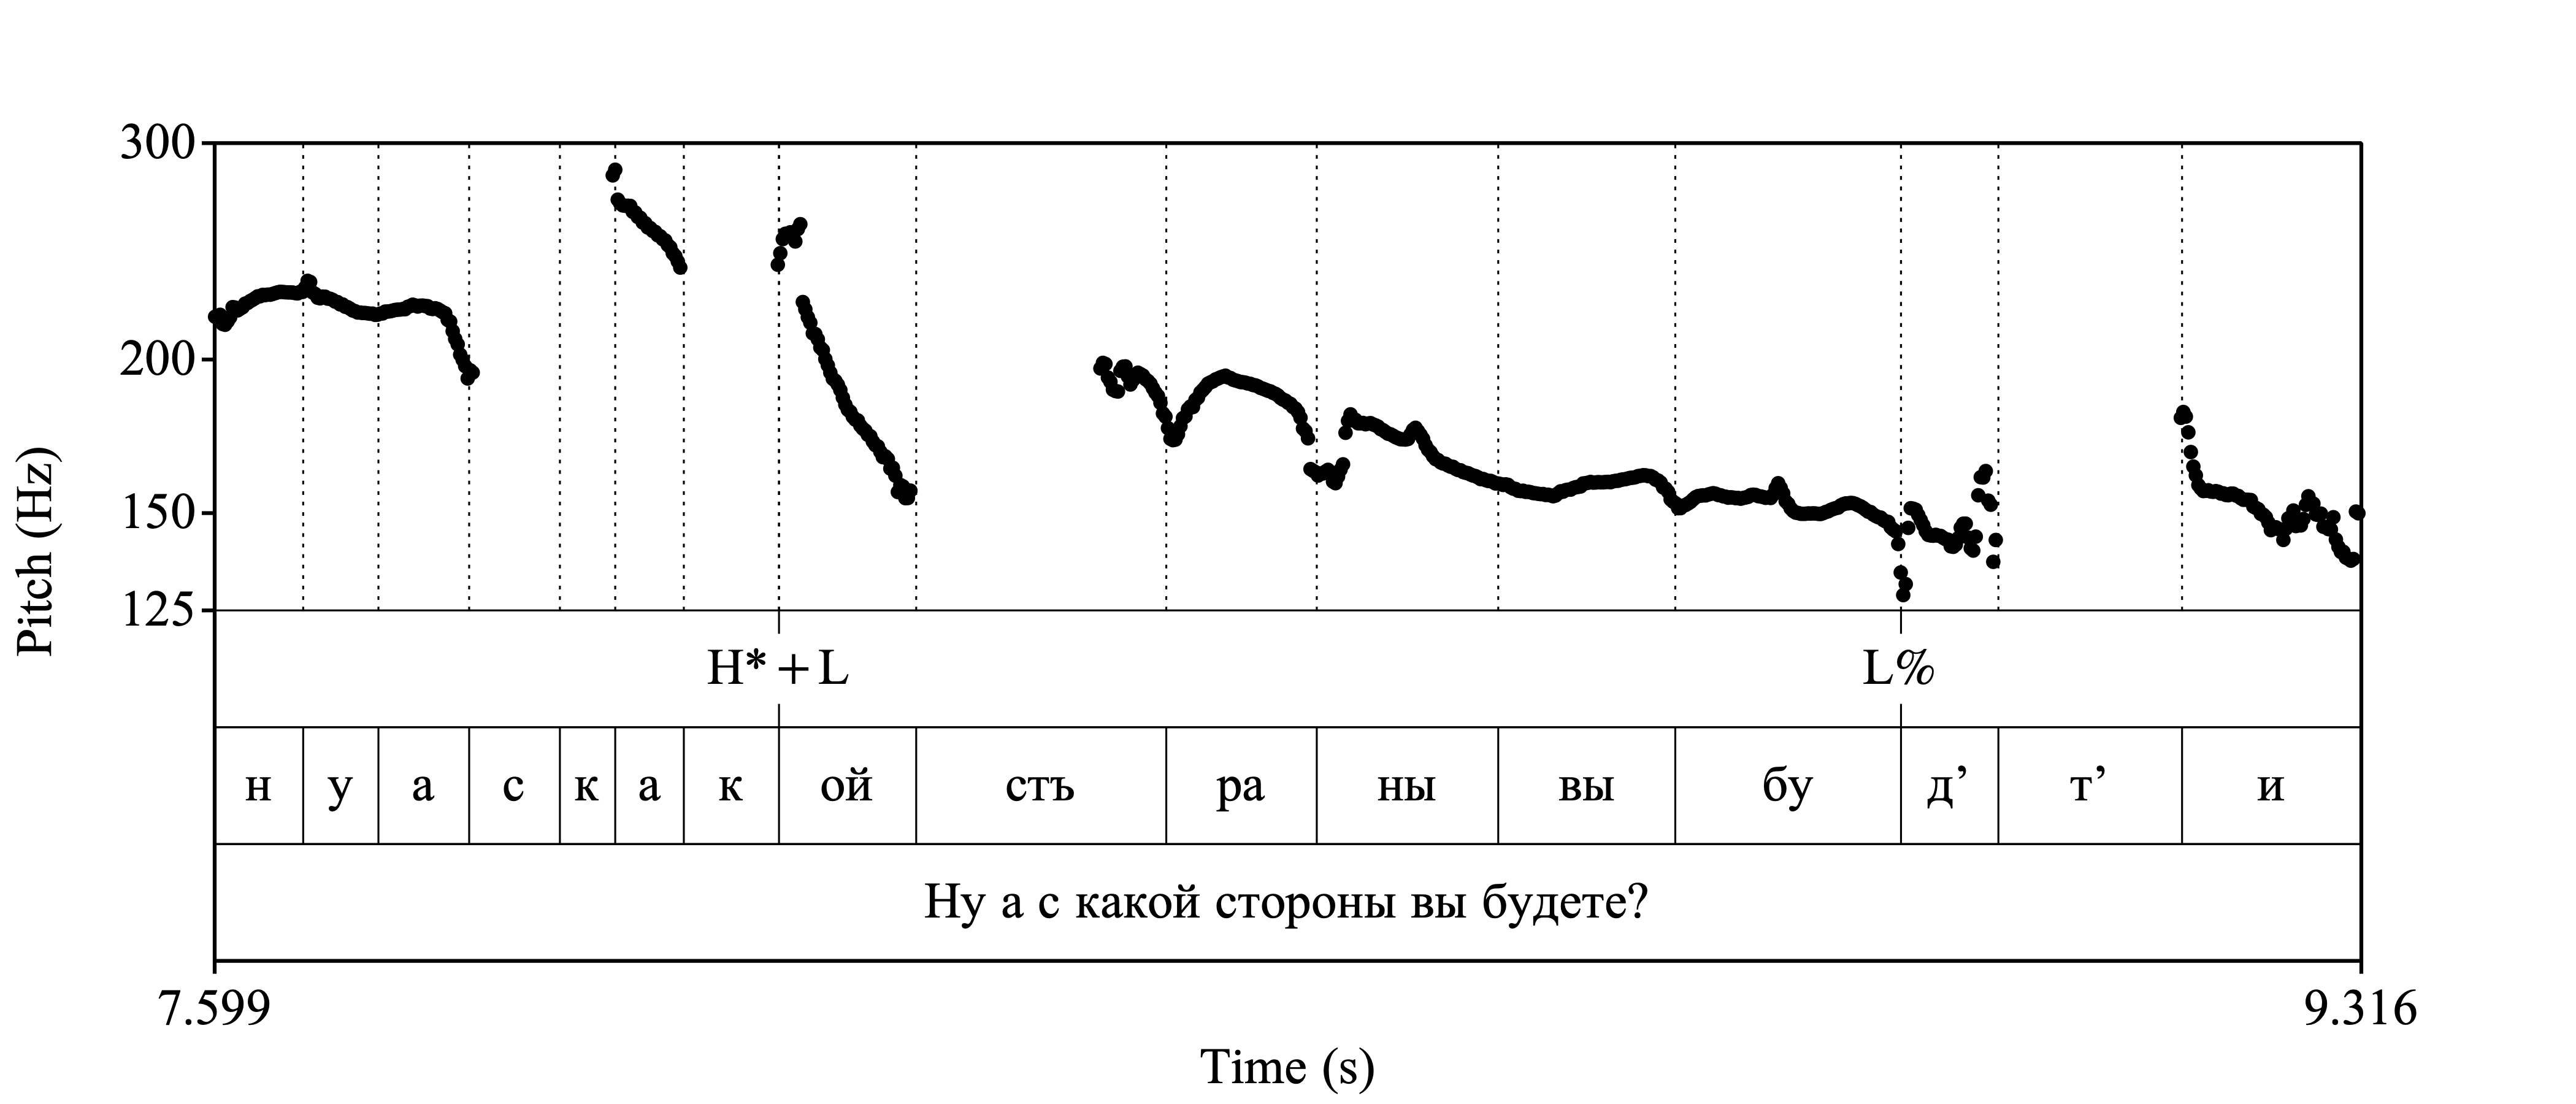 300
200
150
125
Pitch (Hz)
H* + L L%
н у а с к а к ой стъ ра ны вы бу д’ т’ и
Ну а с какой стороны вы будете?
7.599 9.316
Time (s)